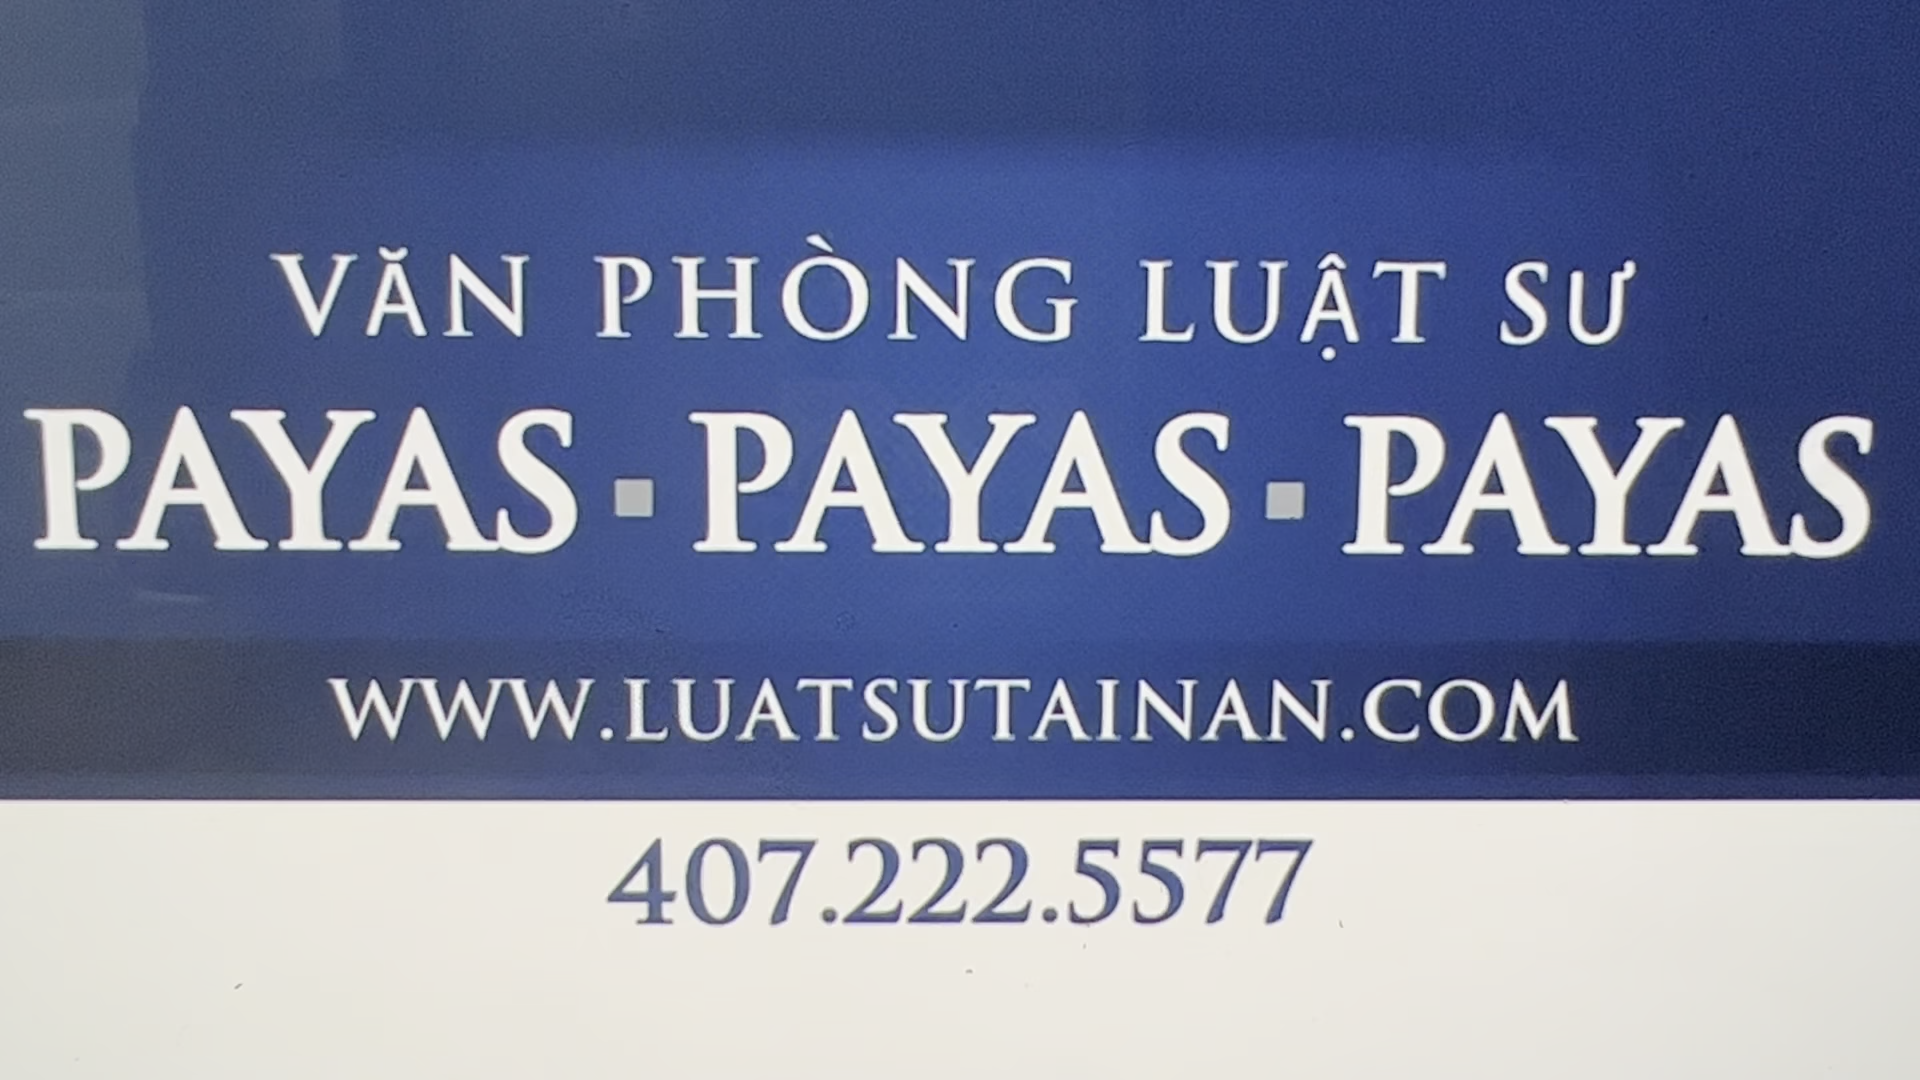 VĂN PHÒNG LUẬT SƯ
PAYAS ▪ PAYAS ▪ PAYAS
WWW.LUATSUTAINAN.COM
407.222.5577